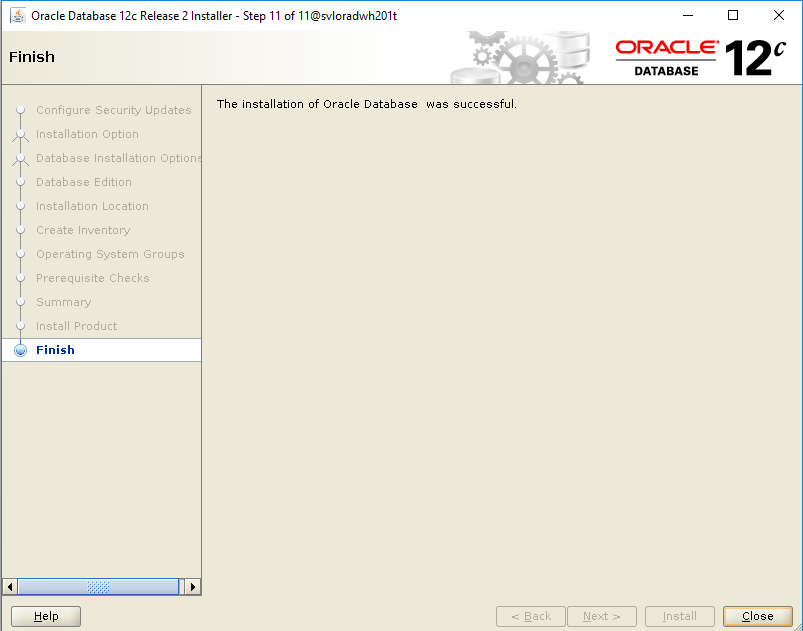 Oracle Database 12c Release 2 Installer - Step 11 of 11@svloradwh201t
Finish
ORACLE®
DATABASE
12c
Configure Security Updates
Installation Option
Database Installation Options
Database Edition
Installation Location
Create Inventory
Operating System Groups
Prerequisite Checks
Summary
Install Product
Finish
The installation of Oracle Database  was successful.
Help
< Back
Next >
Install
Close